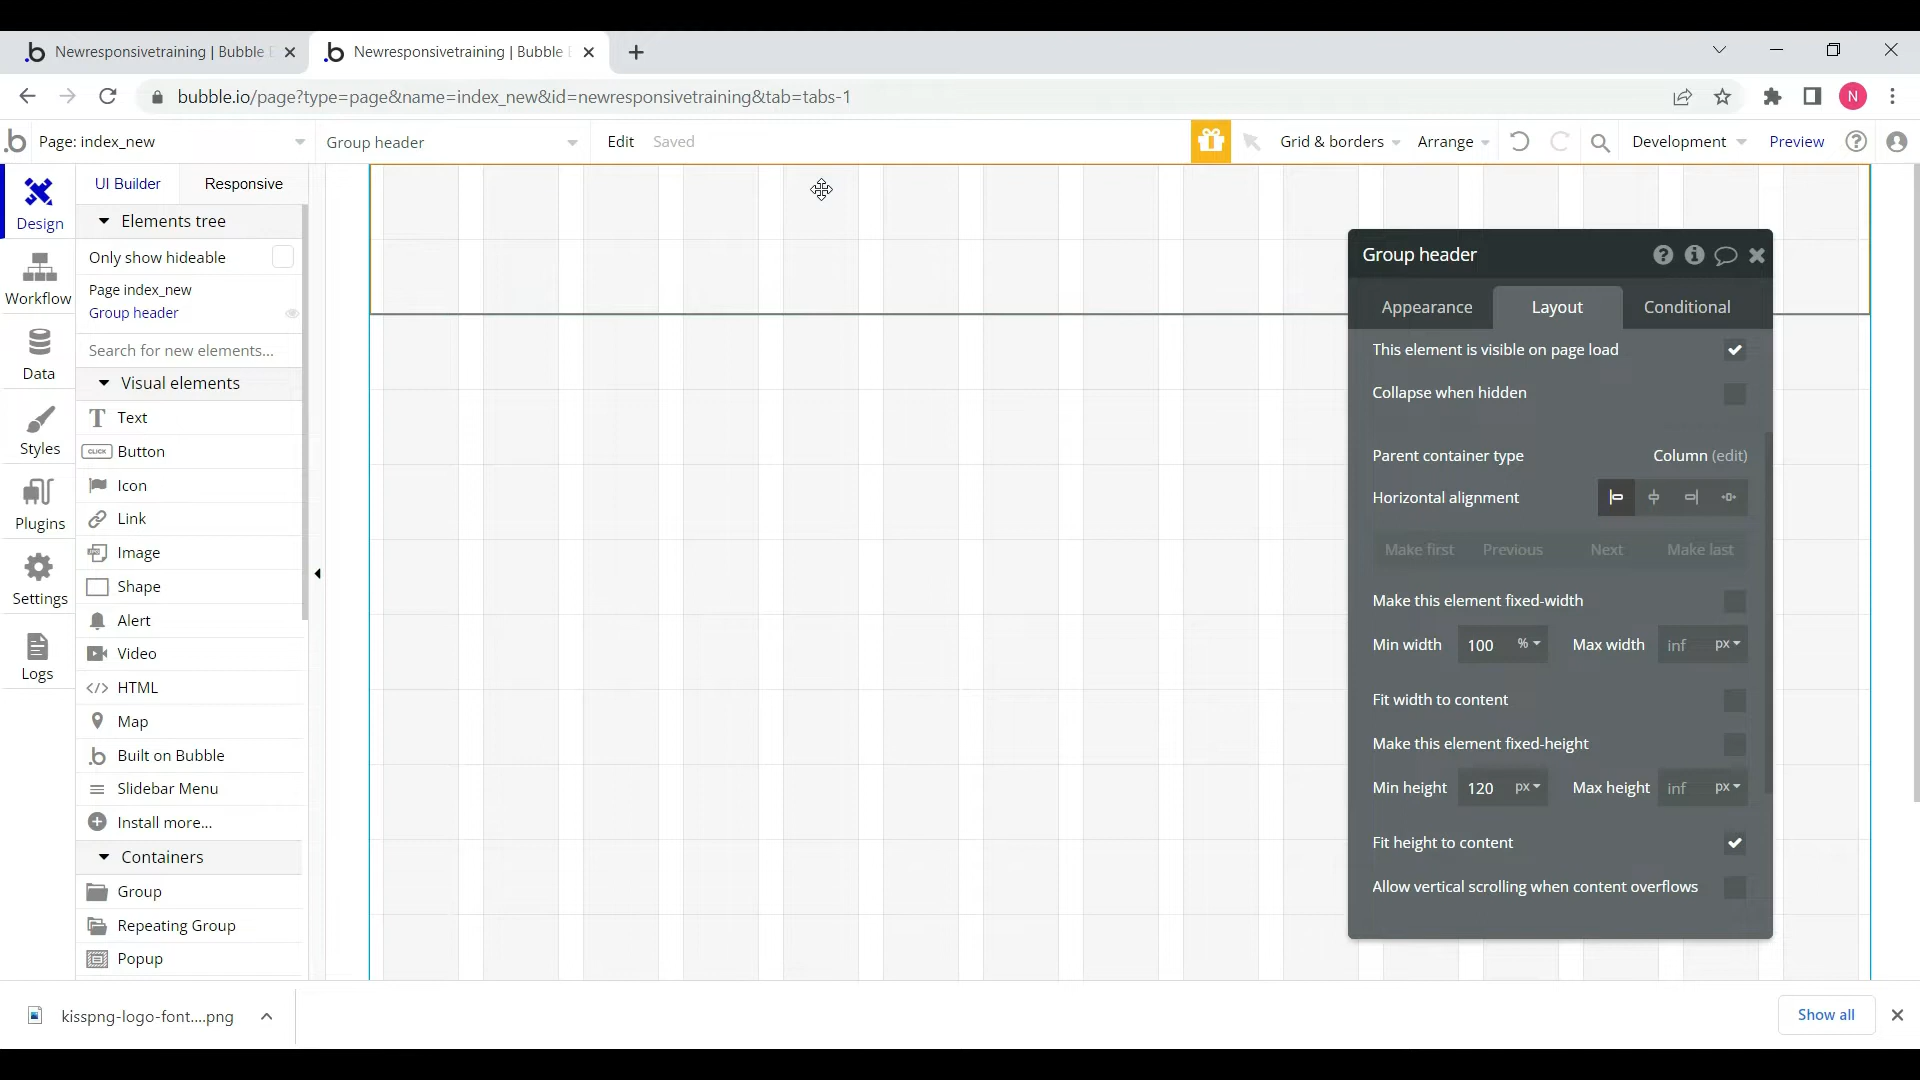 Newresponsivetraining | Bubble E
Newresponsivetraining | Bubble E
bubble.io/page?type=page&name=index_new&id=newresponsivetraining&tab=tabs-1
N
Page: index_new
Group header
Edit
Saved
Grid & borders
Arrange
Development
Preview
Design
Workflow
Data
Styles
Plugins
Settings
Logs
UI Builder
Responsive
Elements tree
Only show hideable
Page index_new
Group header
Search for new elements...
Visual elements
Text
CLICK Button
Icon
Link
Image
Shape
Alert
Video
HTML
Map
Built on Bubble
Slidebar Menu
Install more...
Containers
Group
Repeating Group
Popup
Group header
Appearance
Layout
Conditional
This element is visible on page load
Collapse when hidden
Parent container type
Column (edit)
Horizontal alignment
Make first
Previous
Next
Make last
Make this element fixed-width
Min width 100 %
Max width inf px
Fit width to content
Make this element fixed-height
Min height 120 px
Max height inf px
Fit height to content
Allow vertical scrolling when content overflows
kisspng-logo-font....png
Show all